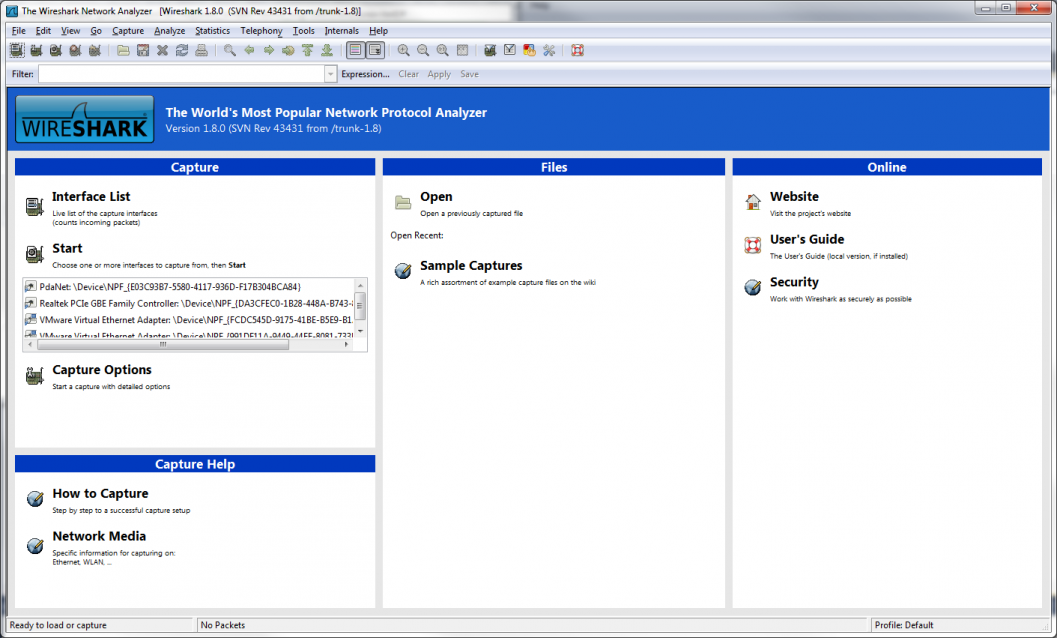 The Wireshark Network Analyzer [Wireshark 1.8.0 (SVN Rev 43431 from /trunk-1.8)]
File Edit View Go Capture Analyze Statistics Telephony Tools Internals Help
Filter: Expression... Clear Apply Save
WIRESHARK
The World's Most Popular Network Protocol Analyzer
Version 1.8.0 (SVN Rev 43431 from /trunk-1.8)
Capture
Interface List
Live list of the capture interfaces
(counts incoming packets)
Start
Choose one or more interfaces to capture from, then Start
PdaNet: \Device\NPF_{E03C93B7-5580-4117-936D-F17B304BCA84}
Realtek PCIe GBE Family Controller: \Device\NPF_{DA3CFEC0-1B28-448A-B743-
VMware Virtual Ethernet Adapter: \Device\NPF_{FCDC545D-9175-41BE-B5E9-B1
VMware Virtual Ethernet Adapter: \Device\NPF_
Capture Options
Start a capture with detailed options
Capture Help
How to Capture
Step by step to a successful capture setup
Network Media
Specific information for capturing on:
Ethernet, WLAN, ...
Files
Open
Open a previously captured file
Open Recent:
Sample Captures
A rich assortment of example capture files on the wiki
Online
Website
Visit the project's website
User's Guide
The User's Guide (local version, if installed)
Security
Work with Wireshark as securely as possible
Ready to load or capture
No Packets
Profile: Default